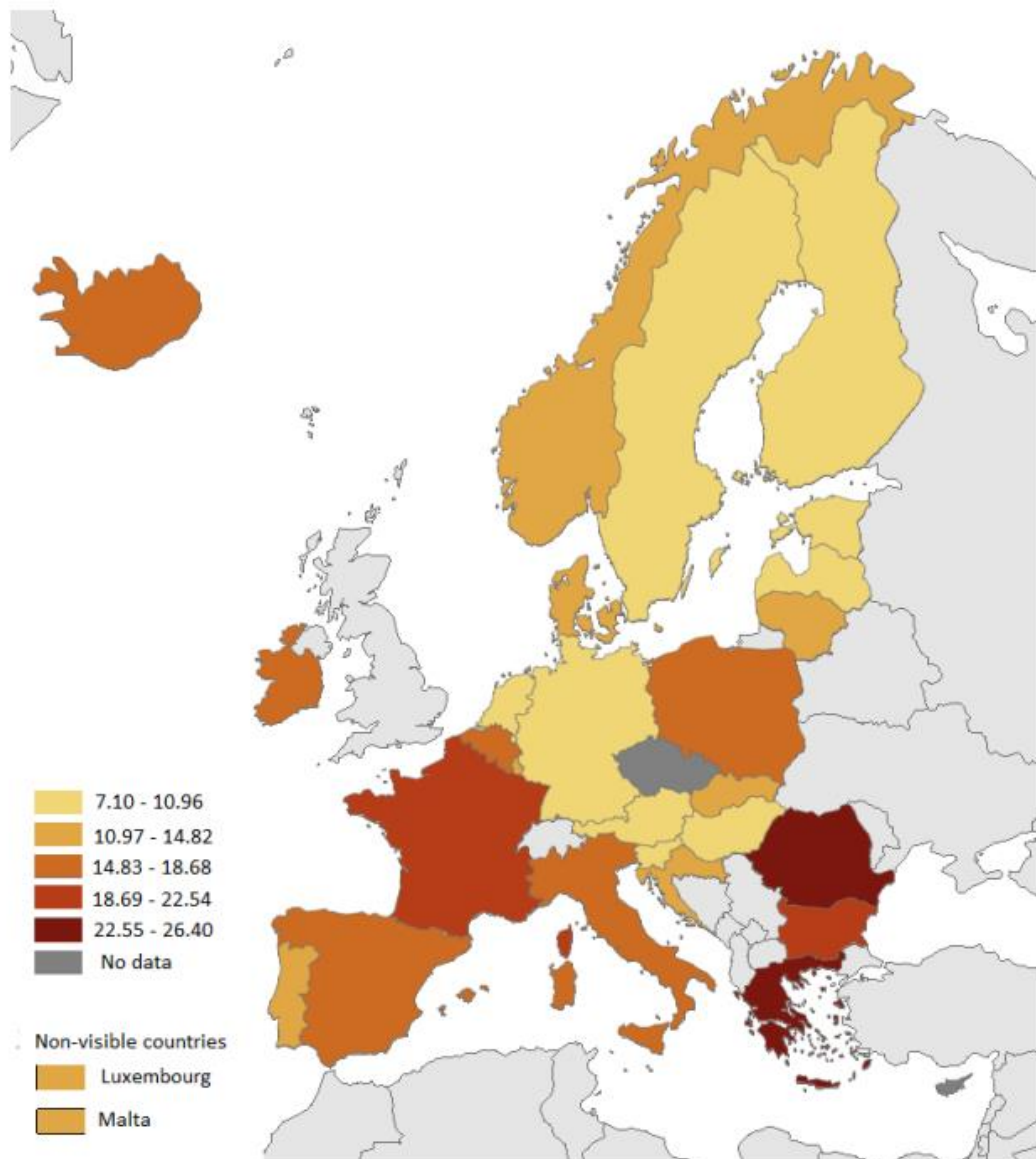 7.10 - 10.96
10.97 - 14.82
14.83 - 18.68
18.69 - 22.54
22.55 - 26.40
No data
Non-visible countries
Luxembourg
Malta